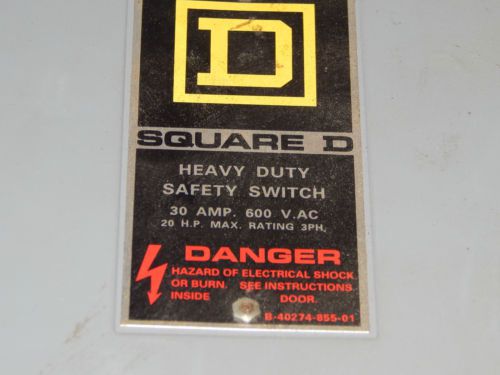 D
SQUARE D
HEAVY DUTY
SAFETY SWITCH
30 AMP. 600 V.AC
20 H.P. MAX. RATING 3PH.
DANGER
HAZARD OF ELECTRICAL SHOCK
OR BURN. SEE INSTRUCTIONS
INSIDE DOOR.
B-40274-855-01